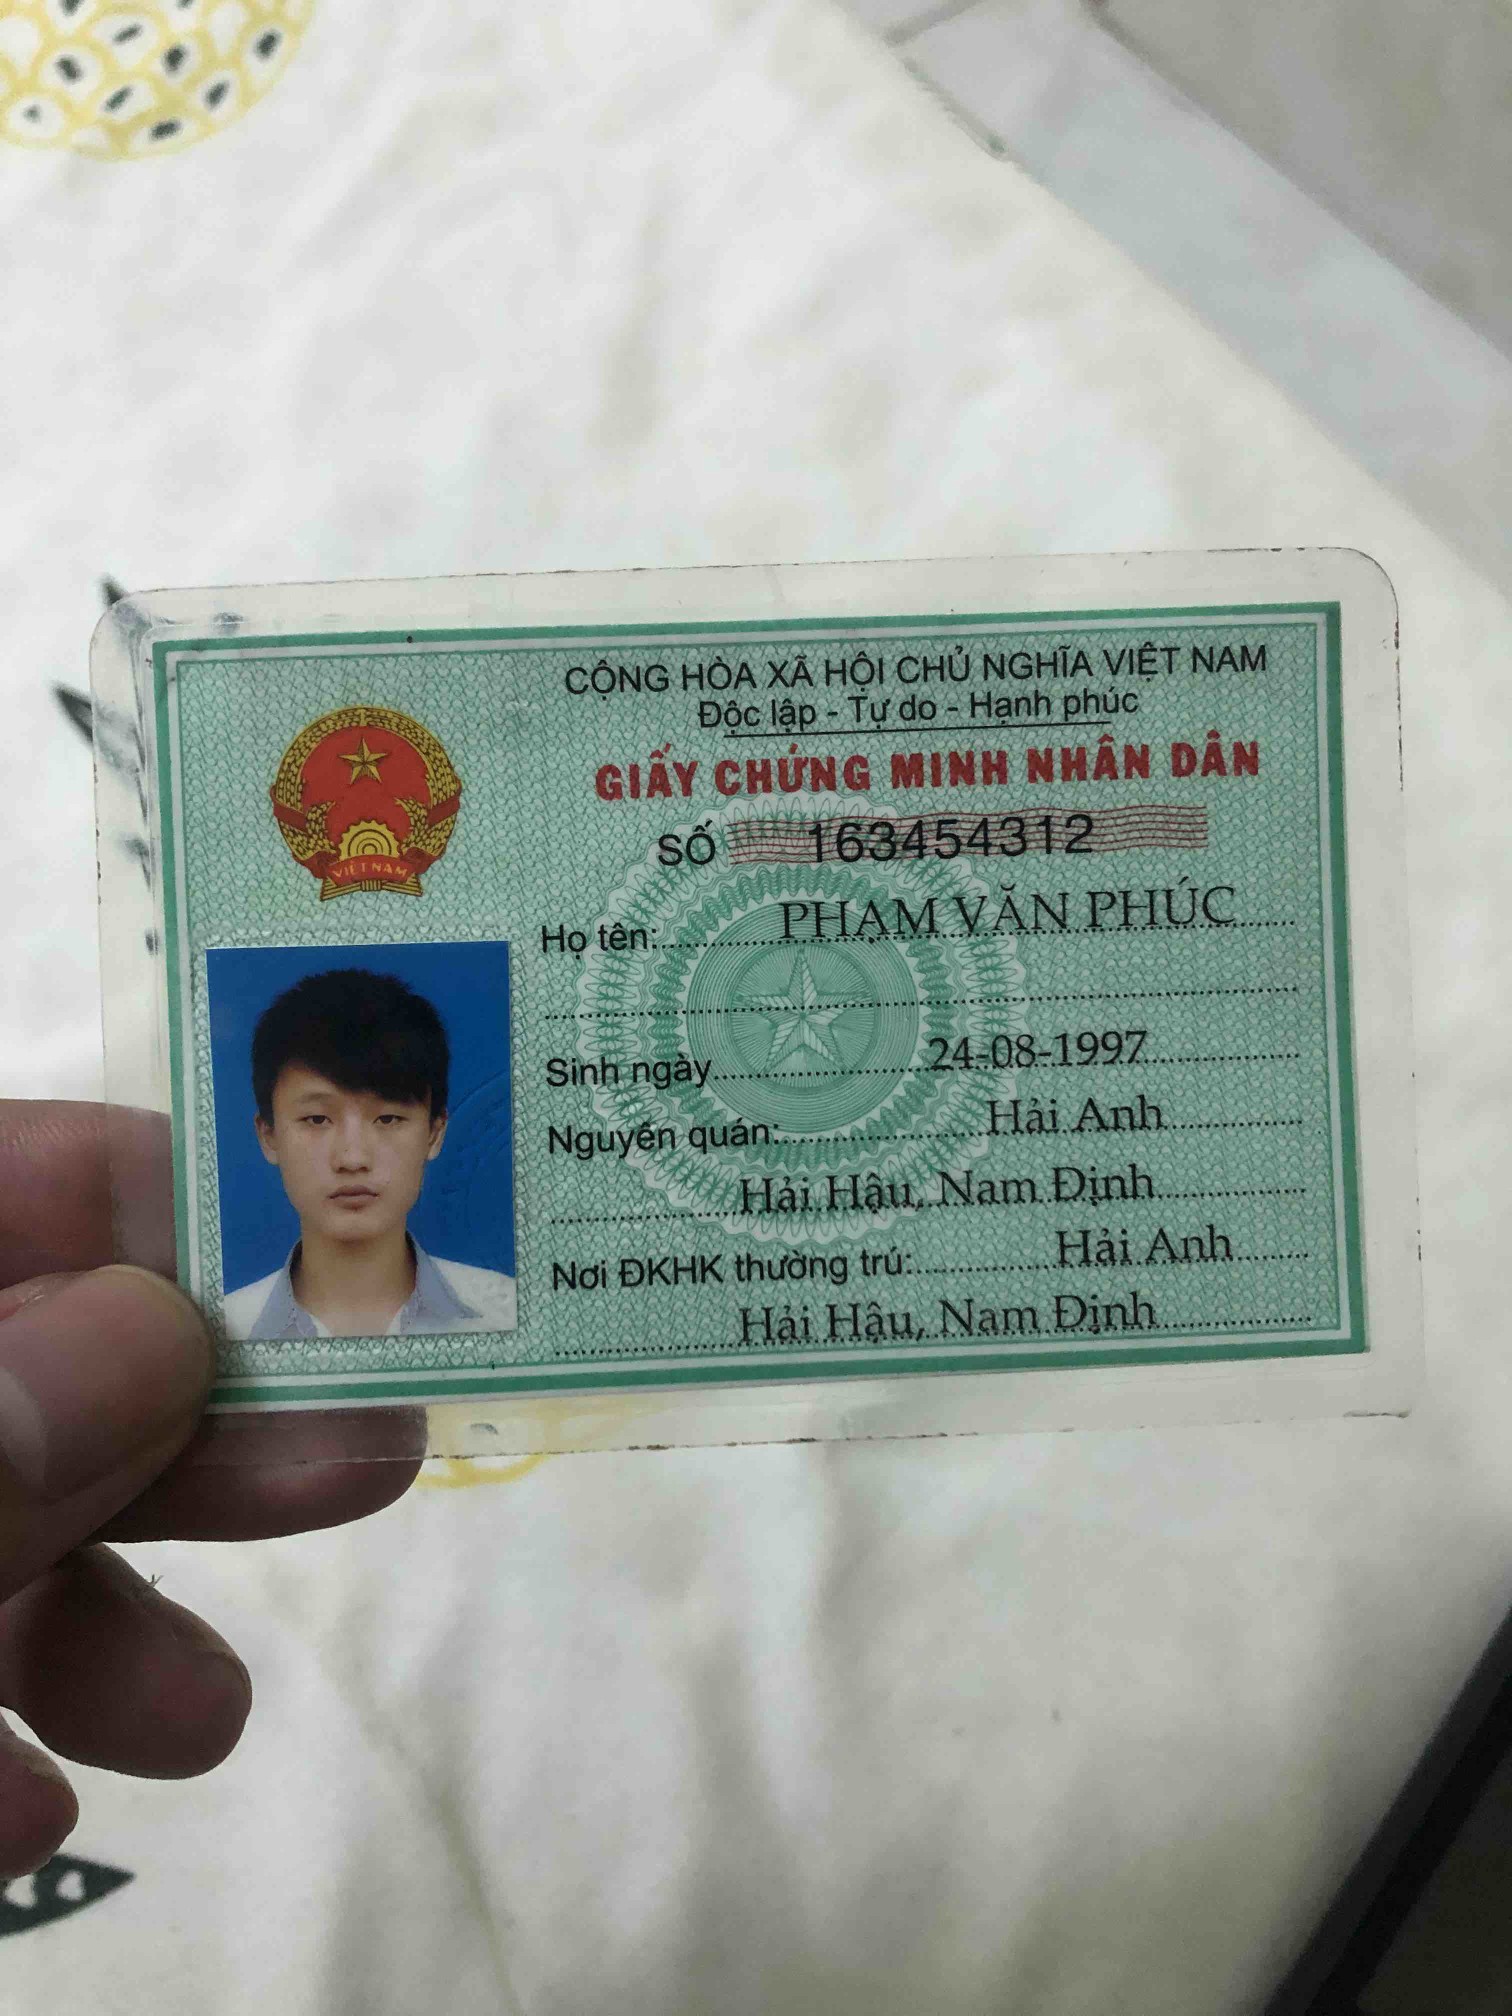 CỘNG HÒA XÃ HỘI CHỦ NGHĨA VIỆT NAM
Độc lập - Tự do - Hạnh phúc
GIẤY CHỨNG MINH NHÂN DÂN
SỐ 163454312
VIỆT NAM
Họ tên: PHẠM VĂN PHÚC
Sinh ngày 24-08-1997
Nguyên quán: Hải Anh
Hải Hậu, Nam Định
Nơi ĐKHK thường trú: Hải Anh
Hải Hậu, Nam Định